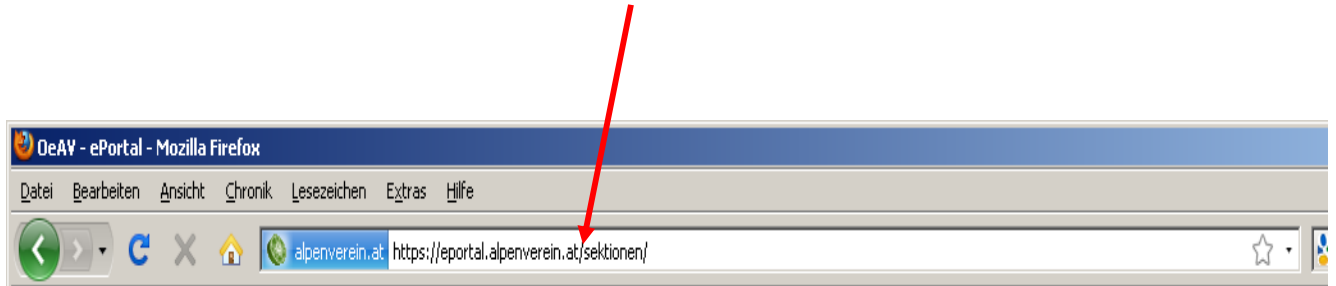 OeAV - ePortal - Mozilla Firefox
Datei Bearbeiten Ansicht Chronik Lesezeichen Extras Hilfe
alpenverein.at https://eportal.alpenverein.at/sektionen/